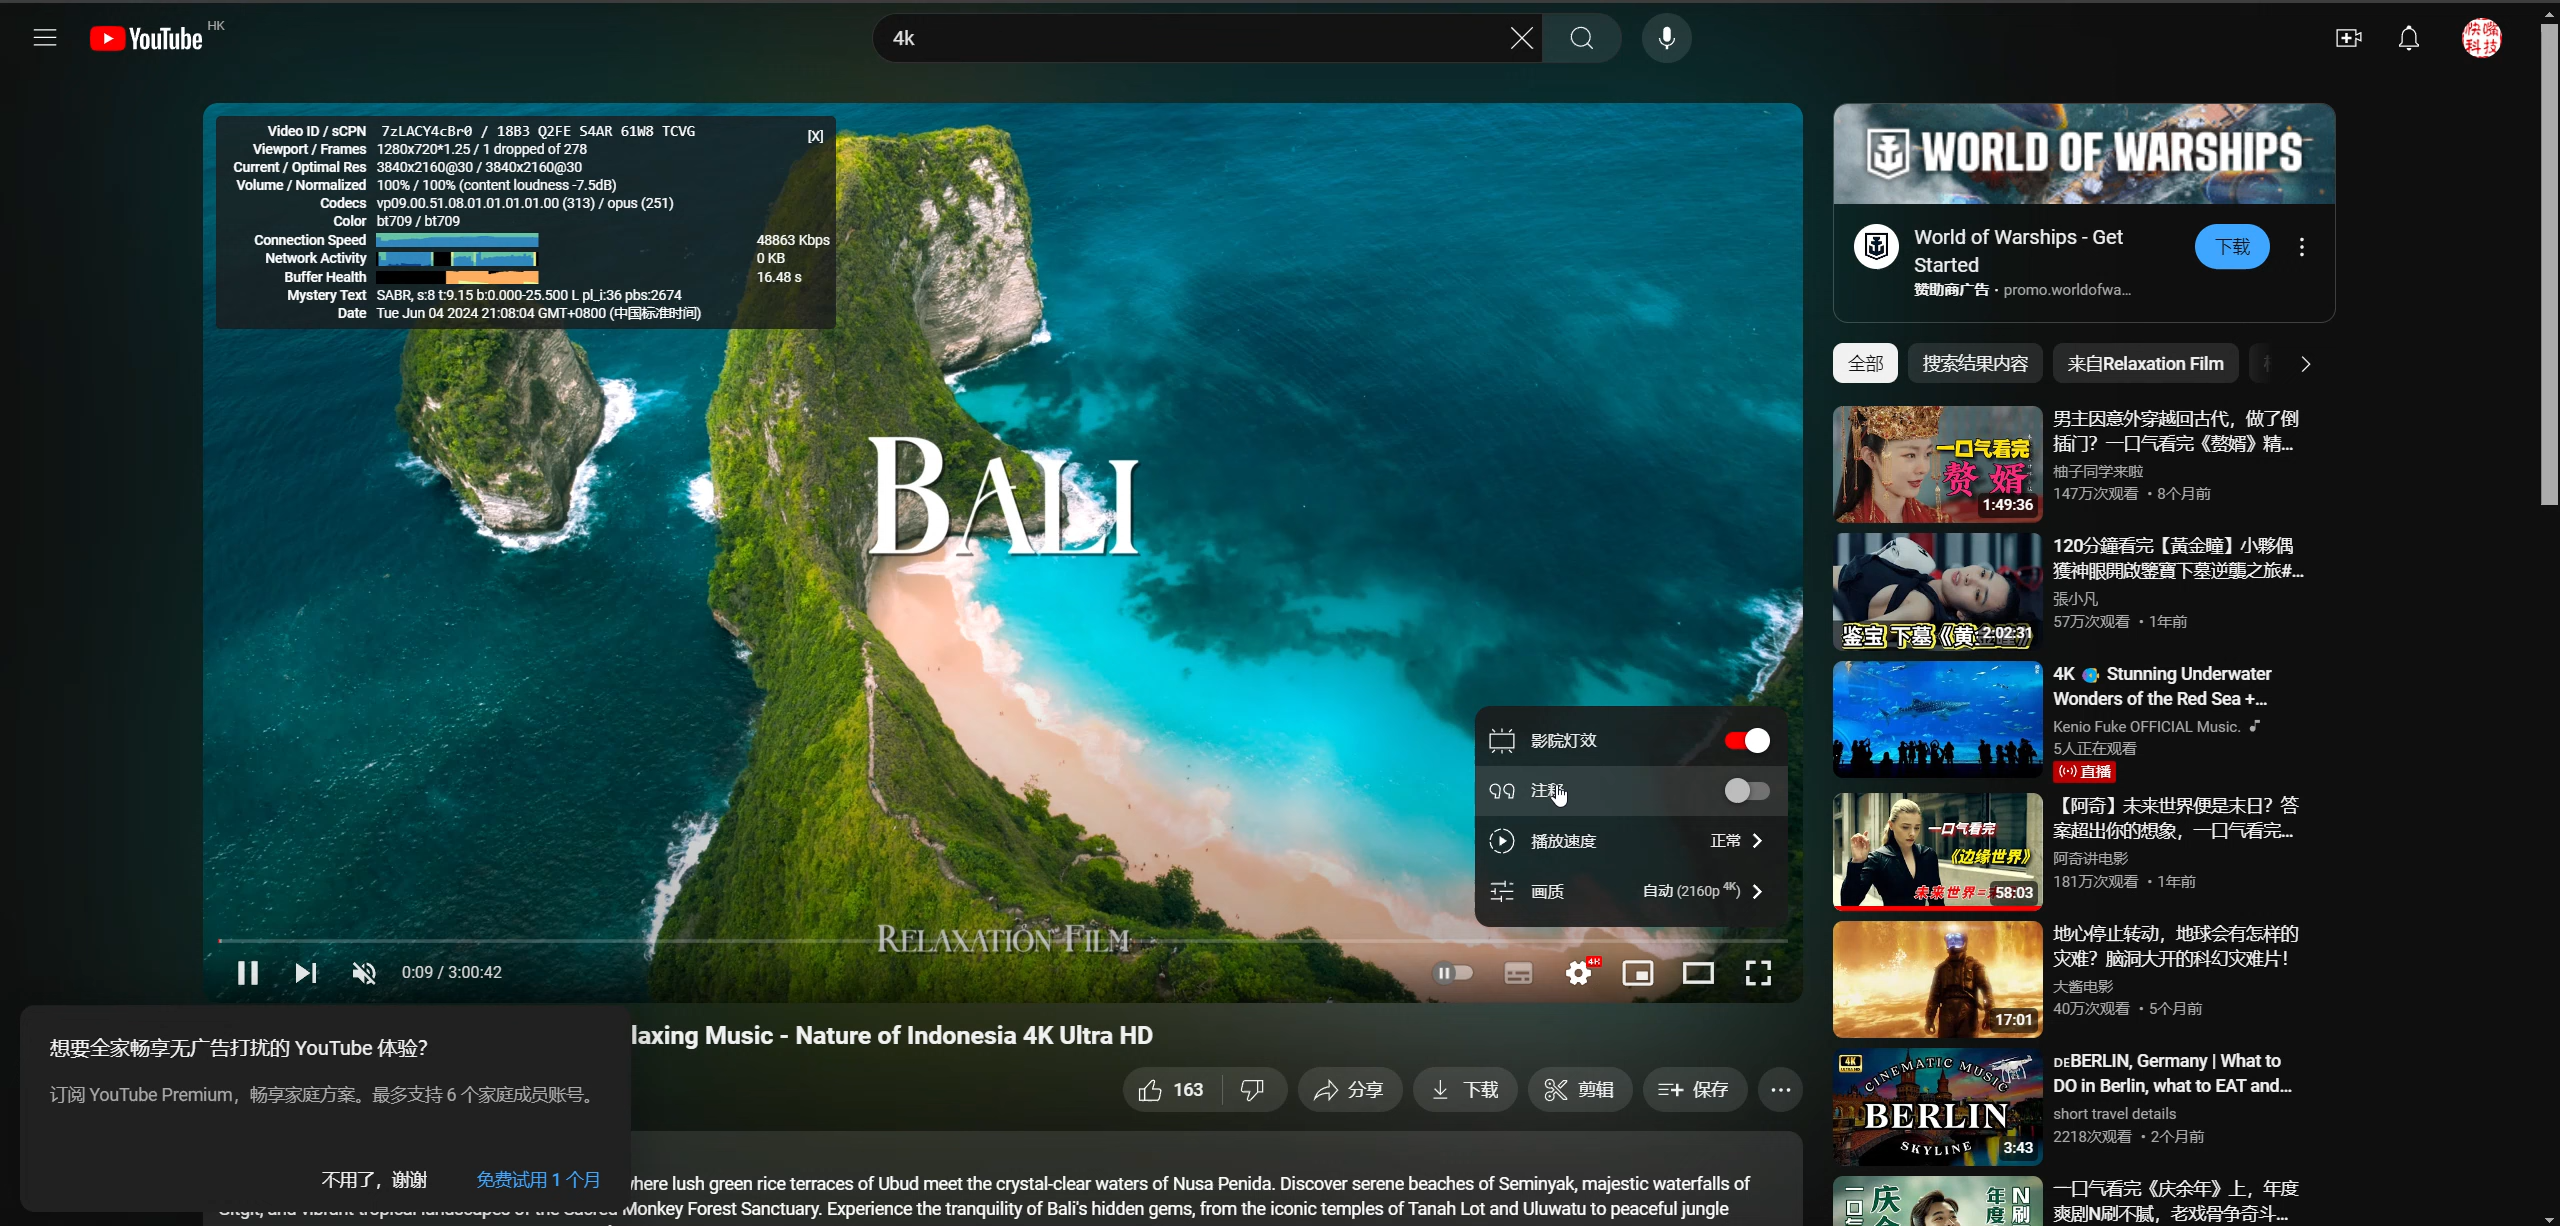 YouTube HK
4k
Video ID / sCPN 7zLACY4cBr0 / 18B3 Q2FE S4AR 61W8 TCVG
[X]
Viewport / Frames 1280x720*1.25 / 1 dropped of 278
Current / Optimal Res 3840x2160@30 / 3840x2160@30
Volume / Normalized 100% / 100% (content loudness -7.5dB)
Codecs vp09.00.51.08.01.01.01.01.00 (313) / opus (251)
Color bt709 / bt709
Connection Speed 48863 Kbps
Network Activity 0 KB
Buffer Health 16.48 s
Mystery Text SABR, s:8 t:9.15 b:0.000-25.500 L pl_i:36 pbs:2674
Date Tue Jun 04 2024 21:08:04 GMT+0800 (中国标准时间)
BALI
RELAXATION FILM
影院灯效
注释
播放速度 正常
画质 自动 (2160p 4K)
0:09 / 3:00:42
4K
laxing Music - Nature of Indonesia 4K Ultra HD
163
分享
下载
剪辑
保存
here lush green rice terraces of Ubud meet the crystal-clear waters of Nusa Penida. Discover serene beaches of Seminyak, majestic waterfalls of
Monkey Forest Sanctuary. Experience the tranquility of Bali's hidden gems, from the iconic temples of Tanah Lot and Uluwatu to peaceful jungle
想要全家畅享无广告打扰的 YouTube 体验？
订阅 YouTube Premium，畅享家庭方案。最多支持 6 个家庭成员账号。
不用了，谢谢
免费试用 1 个月
快嘴
科技
WORLD OF WARSHIPS
World of Warships - Get
Started
赞助商广告 · promo.worldofwa...
下载
全部
搜索结果内容
来自Relaxation Film
一口气看完
赘婿
1:49:36
男主因意外穿越回古代，做了倒
插门？一口气看完《赘婿》精...
柚子同学来啦
147万次观看 · 8个月前
鉴宝 下墓《黄金瞳》
2:02:31
120分鐘看完【黃金瞳】小夥偶
獲神眼開啟鑒寶下墓逆襲之旅#...
張小凡
57万次观看 · 1年前
4K Stunning Underwater
Wonders of the Red Sea +...
Kenio Fuke OFFICIAL Music.
5人正在观看
直播
一口气看完
《边缘世界》
未来世界=
58:03
【阿奇】未来世界便是末日？答
案超出你的想象，一口气看完...
阿奇讲电影
181万次观看 · 1年前
17:01
地心停止转动，地球会有怎样的
灾难？脑洞大开的科幻灾难片！
大酱电影
40万次观看 · 5个月前
4K
CINEMATIC MUSIC
BERLIN
SKYLINE
3:43
DEBERLIN, Germany | What to
DO in Berlin, what to EAT and...
short travel details
2218次观看 · 2个月前
一口气看完《庆余年》上，年度
爽剧N刷不腻，老戏骨争奇斗...